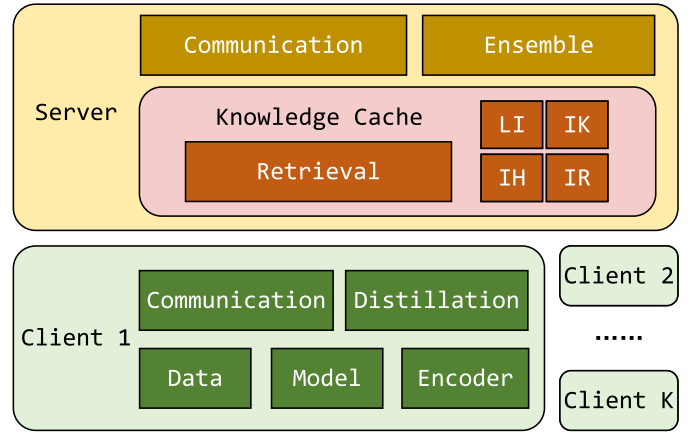 Communication
Ensemble
Server
Knowledge Cache
LI
IK
Retrieval
IH
IR
Client 1
Communication
Distillation
Data
Model
Encoder
Client 2
......
Client K